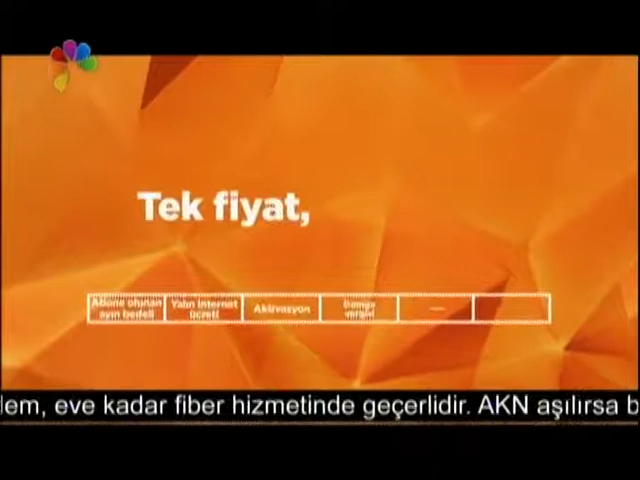 Tek fiyat,
Abone olunan
ayın bedeli
Yalın internet
ücreti
Aktivasyon
Damga
vergisi
lem, eve kadar fiber hizmetinde geçerlidir. AKN aşılırsa b